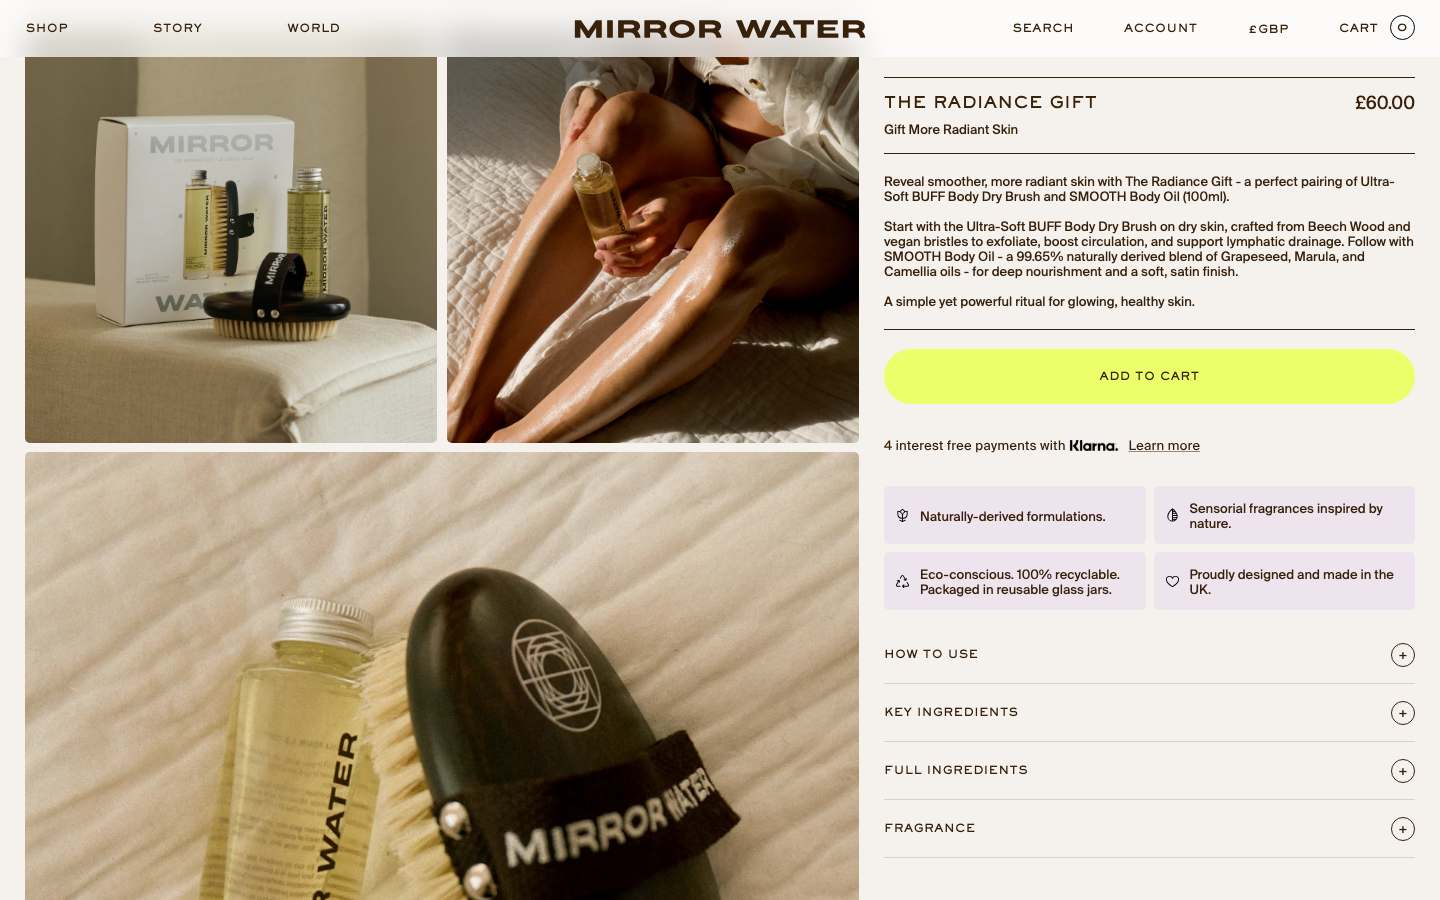 SHOP
STORY
WORLD
MIRROR WATER
SEARCH
ACCOUNT
£GBP
CART
0
MIRROR
WATER
MIRROR WATER
MIRROR
WA
THE RADIANCE GIFT
£60.00
Gift More Radiant Skin
Reveal smoother, more radiant skin with The Radiance Gift - a perfect pairing of Ultra-
Soft BUFF Body Dry Brush and SMOOTH Body Oil (100ml).
Start with the Ultra-Soft BUFF Body Dry Brush on dry skin, crafted from Beech Wood and
vegan bristles to exfoliate, boost circulation, and support lymphatic drainage. Follow with
SMOOTH Body Oil - a 99.65% naturally derived blend of Grapeseed, Marula, and
Camellia oils - for deep nourishment and a soft, satin finish.
A simple yet powerful ritual for glowing, healthy skin.
ADD TO CART
4 interest free payments with Klarna. Learn more
Naturally-derived formulations.
Sensorial fragrances inspired by
nature.
Eco-conscious. 100% recyclable.
Packaged in reusable glass jars.
Proudly designed and made in the
UK.
HOW TO USE
KEY INGREDIENTS
FULL INGREDIENTS
FRAGRANCE
R WATER
MIRROR WATER